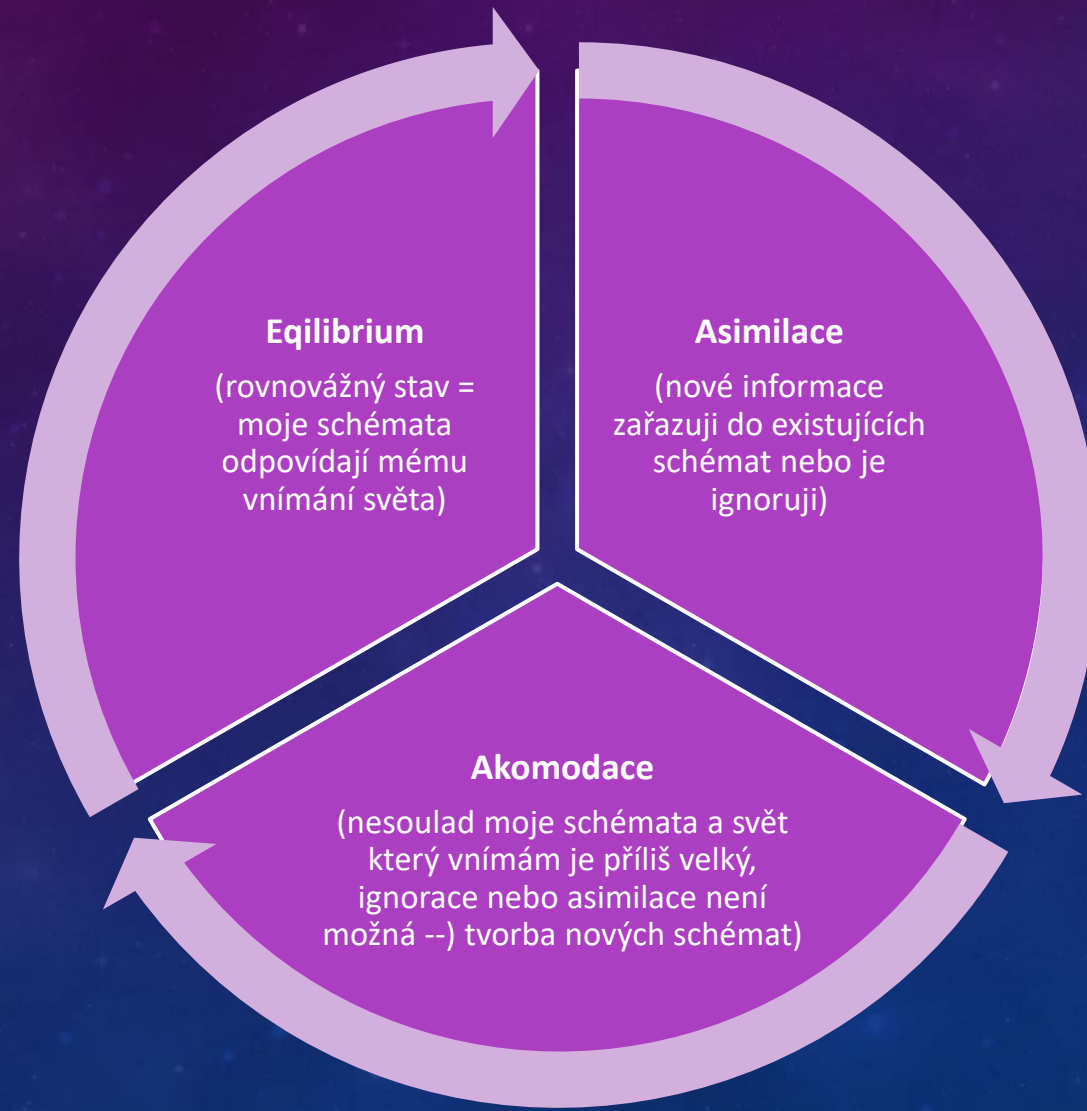 Eqilibrium
(rovnovážný stav =
moje schémata
odpovídají mému
vnímání světa)
Asimilace
(nové informace
zařazuji do existujících
schémat nebo je
ignoruji)
Akomodace
(nesoulad moje schémata a svět
který vnímám je příliš velký,
ignorace nebo asimilace není
možná --) tvorba nových schémat)